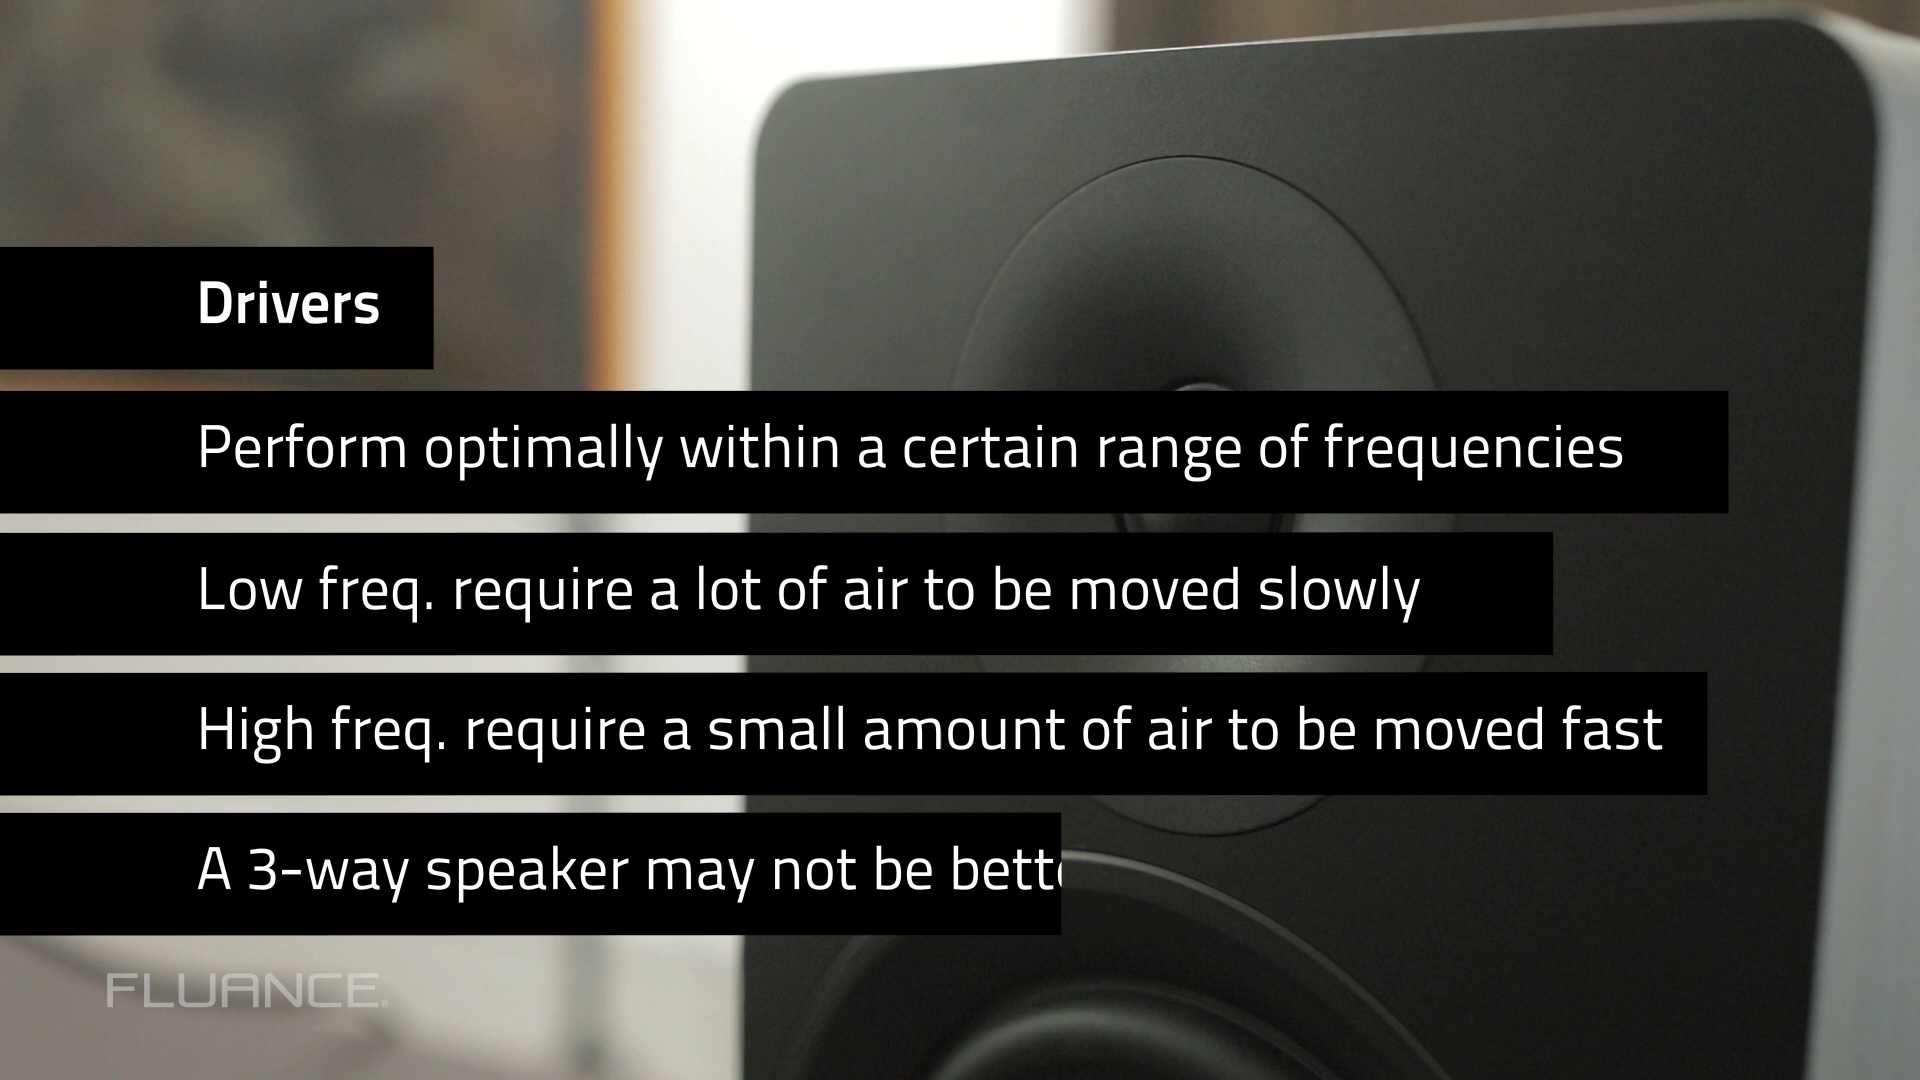 Drivers
Perform optimally within a certain range of frequencies
Low freq. require a lot of air to be moved slowly
High freq. require a small amount of air to be moved fast
A 3-way speaker may not be bett
FLUANCE